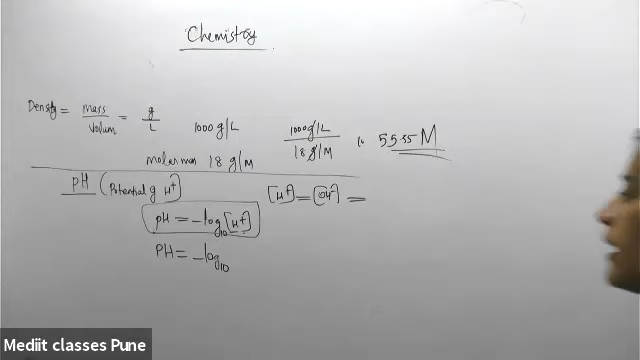 Chemistry
Density = Mass / Volum = g / L 1000 g/L 1000 g/L / 18 g/M 55.55 M
molar mass 18 g/M
pH (Potential of H⁺) [H⁺] = [OH⁻] =
pH = -log₁₀[H⁺]
PH = -log₁₀
Mediit classes Pune